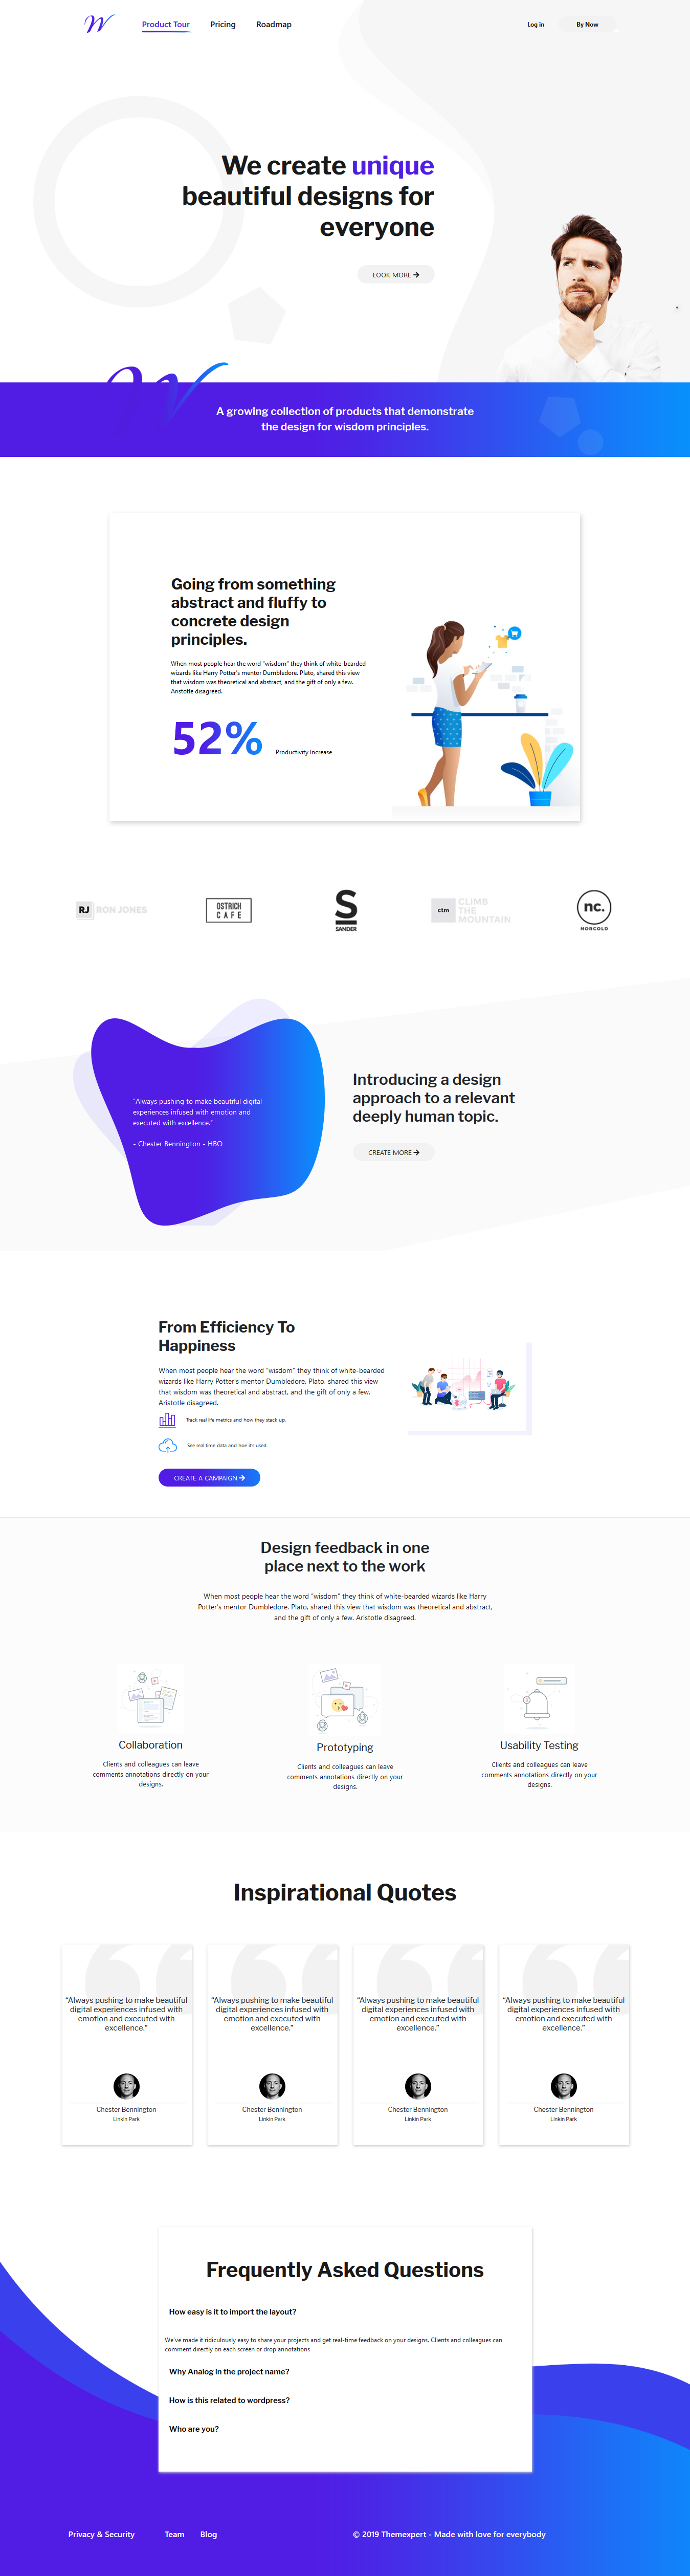 W
Product Tour
Pricing
Roadmap
Log in
By Now
We create unique
beautiful designs for
everyone
LOOK MORE
W
A growing collection of products that demonstrate
the design for wisdom principles.
Going from something
abstract and fluffy to
concrete design
principles.
When most people hear the word “wisdom” they think of white-bearded
wizards like Harry Potter’s mentor Dumbledore. Plato, shared this view
that wisdom was theoretical and abstract, and the gift of only a few.
Aristotle disagreed.
52%
Productivity Increase
RJ RON JONES
OSTRICH
CAFE
S
SANDER
ctm
CLIMB
THE
MOUNTAIN
nc.
NORCOLD
“Always pushing to make beautiful digital
experiences infused with emotion and
executed with excellence.”
- Chester Bennington - HBO
Introducing a design
approach to a relevant
deeply human topic.
CREATE MORE
From Efficiency To
Happiness
When most people hear the word “wisdom” they think of white-bearded
wizards like Harry Potter’s mentor Dumbledore. Plato, shared this view
that wisdom was theoretical and abstract, and the gift of only a few.
Aristotle disagreed.
Track real life metrics and how they stack up.
See real time data and hoe it's used.
CREATE A CAMPAIGN
Design feedback in one
place next to the work
When most people hear the word “wisdom” they think of white-bearded wizards like Harry
Potter’s mentor Dumbledore. Plato, shared this view that wisdom was theoretical and abstract,
and the gift of only a few. Aristotle disagreed.
Collaboration
Clients and colleagues can leave
comments annotations directly on your
designs.
Prototyping
Clients and colleagues can leave
comments annotations directly on your
designs.
Usability Testing
Clients and colleagues can leave
comments annotations directly on your
designs.
Inspirational Quotes
“Always pushing to make beautiful
digital experiences infused with
emotion and executed with
excellence.”
Chester Bennington
Linkin Park
“Always pushing to make beautiful
digital experiences infused with
emotion and executed with
excellence.”
Chester Bennington
Linkin Park
“Always pushing to make beautiful
digital experiences infused with
emotion and executed with
excellence.”
Chester Bennington
Linkin Park
“Always pushing to make beautiful
digital experiences infused with
emotion and executed with
excellence.”
Chester Bennington
Linkin Park
Frequently Asked Questions
How easy is it to import the layout?
We’ve made it ridiculously easy to share your projects and get real-time feedback on your designs. Clients and colleagues can
comment directly on each screen or drop annotations
Why Analog in the project name?
How is this related to wordpress?
Who are you?
Privacy & Security
Team
Blog
© 2019 Themexpert - Made with love for everybody